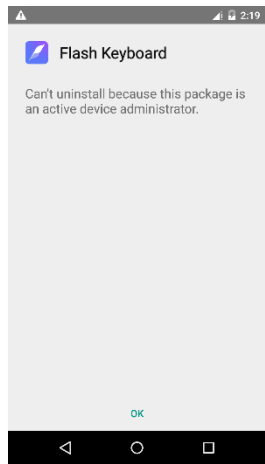 2:19
Flash Keyboard
Can't uninstall because this package is
an active device administrator.
OK